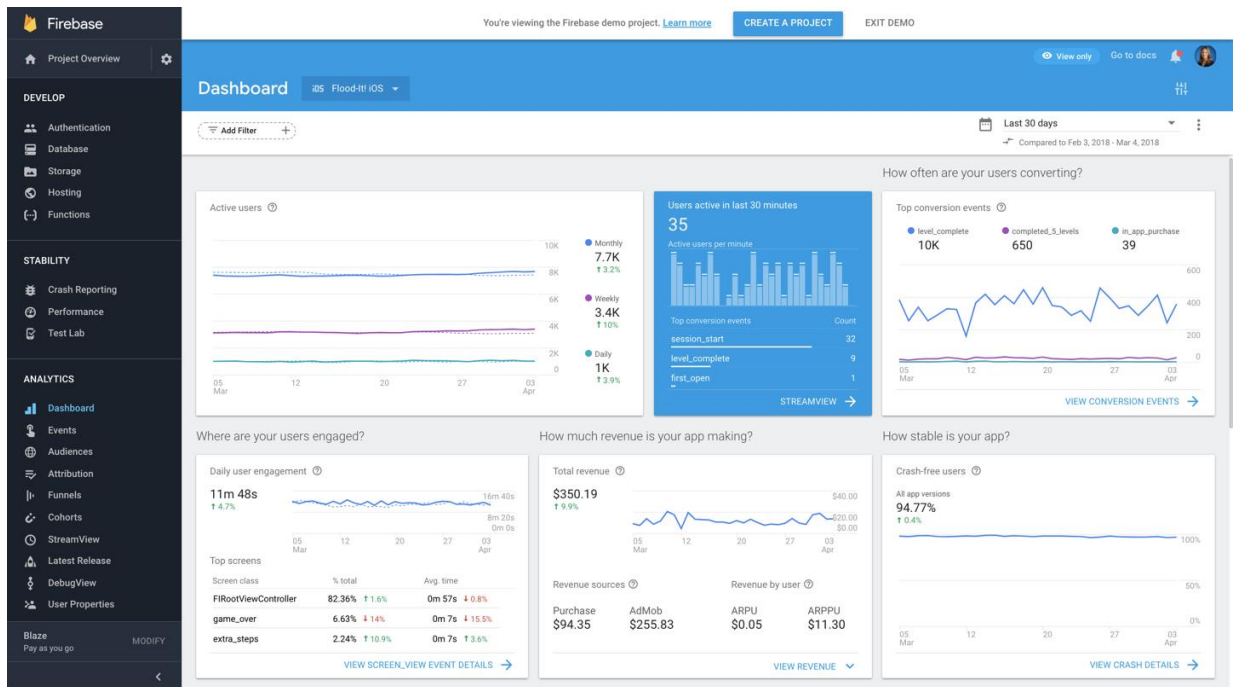 Firebase
You're viewing the Firebase demo project. Learn more
CREATE A PROJECT
EXIT DEMO
Project Overview
DEVELOP
Authentication
Database
Storage
Hosting
Functions
STABILITY
Crash Reporting
Performance
Test Lab
ANALYTICS
Dashboard
Events
Audiences
Attribution
Funnels
Cohorts
StreamView
Latest Release
DebugView
User Properties
Blaze
Pay as you go
MODIFY
View only
Go to docs
Dashboard
iOS Flood-It! iOS
Add Filter
Last 30 days
Compared to Feb 3, 2018 - Mar 4, 2018
Active users
10K
8K
6K
4K
2K
0
05 Mar
12
20
27
03 Apr
Monthly
7.7K
3.2%
Weekly
3.4K
10%
Daily
1K
3.9%
Users active in last 30 minutes
35
Active users per minute
Top conversion events Count
session_start 32
level_complete 9
first_open 1
STREAMVIEW
How often are your users converting?
Top conversion events
level_complete
10K
completed_5_levels
650
in_app_purchase
39
600
400
200
0
05 Mar
12
20
27
03 Apr
VIEW CONVERSION EVENTS
Where are your users engaged?
Daily user engagement
11m 48s
4.7%
16m 40s
8m 20s
0m 0s
05 Mar
12
20
27
03 Apr
Top screens
Screen class % total Avg. time
FIRootViewController 82.36% 1.6% 0m 57s 0.8%
game_over 6.63% 14% 0m 7s 15.5%
extra_steps 2.24% 10.9% 0m 7s 3.6%
VIEW SCREEN_VIEW EVENT DETAILS
How much revenue is your app making?
Total revenue
$350.19
9.9%
$40.00
$20.00
$0.00
05 Mar
12
20
27
03 Apr
Revenue sources
Revenue by user
Purchase
$94.35
AdMob
$255.83
ARPU
$0.05
ARPPU
$11.30
VIEW REVENUE
How stable is your app?
Crash-free users
All app versions
94.77%
0.4%
100%
50%
0%
05 Mar
12
20
27
03 Apr
VIEW CRASH DETAILS